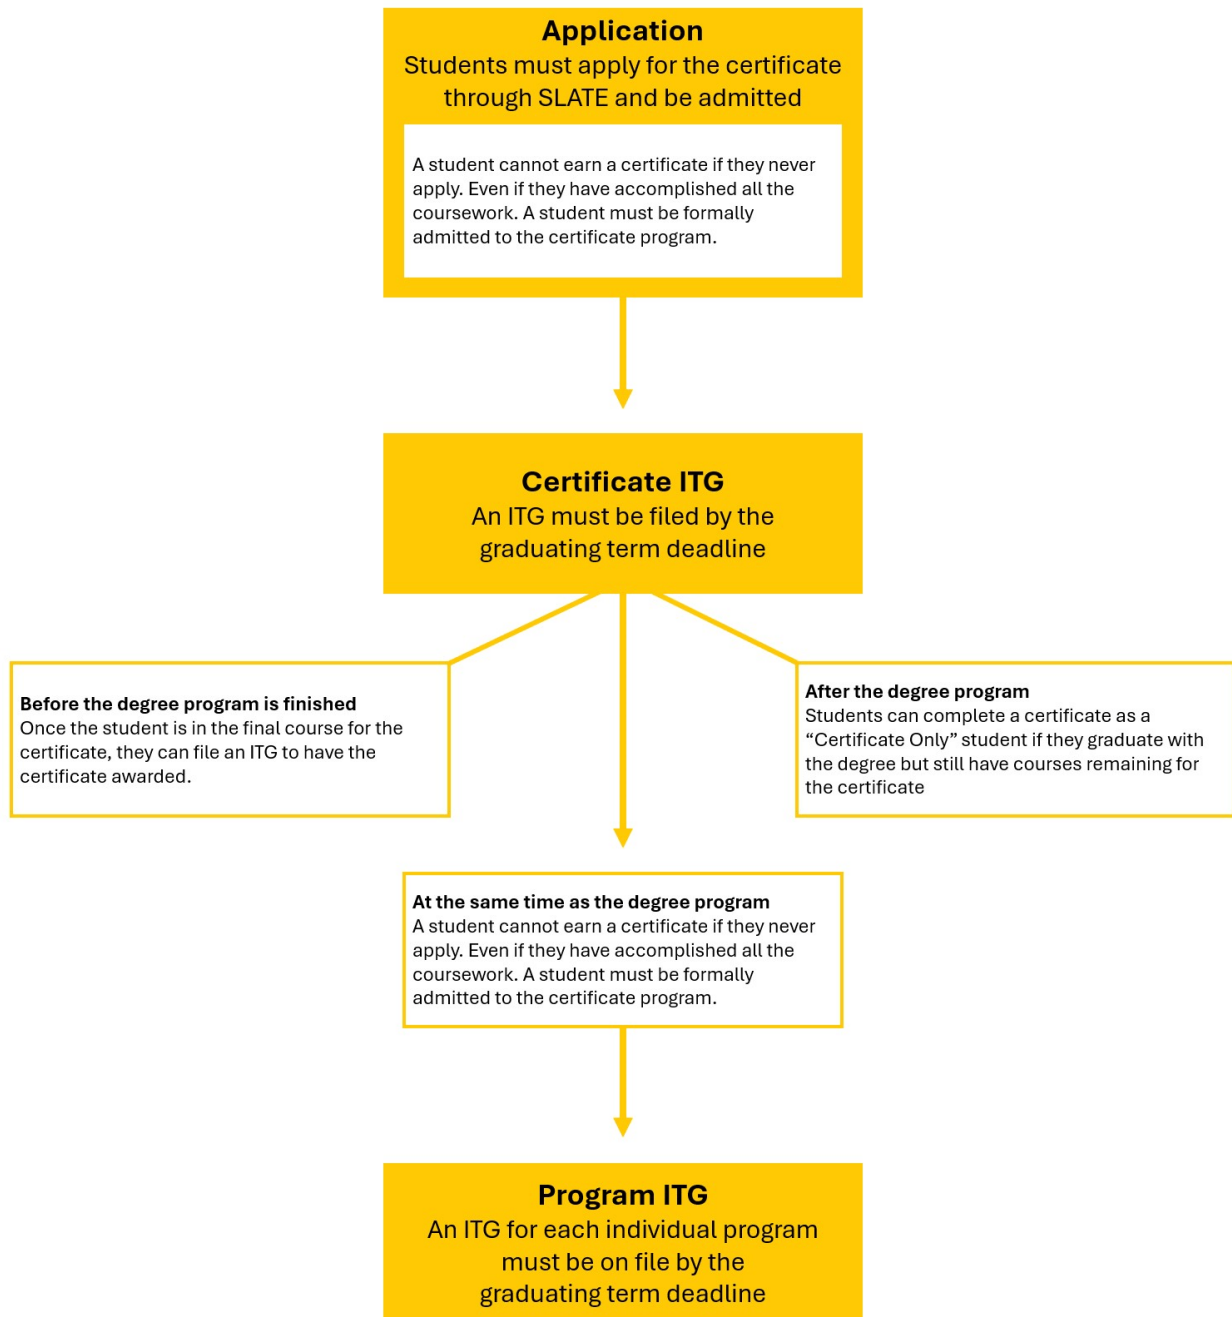 Application
Students must apply for the certificate
through SLATE and be admitted
A student cannot earn a certificate if they never
apply. Even if they have accomplished all the
coursework. A student must be formally
admitted to the certificate program.
Certificate ITG
An ITG must be filed by the
graduating term deadline
Before the degree program is finished
Once the student is in the final course for the
certificate, they can file an ITG to have the
certificate awarded.
After the degree program
Students can complete a certificate as a
“Certificate Only” student if they graduate with
the degree but still have courses remaining for
the certificate
At the same time as the degree program
A student cannot earn a certificate if they never
apply. Even if they have accomplished all the
coursework. A student must be formally
admitted to the certificate program.
Program ITG
An ITG for each individual program
must be on file by the
graduating term deadline